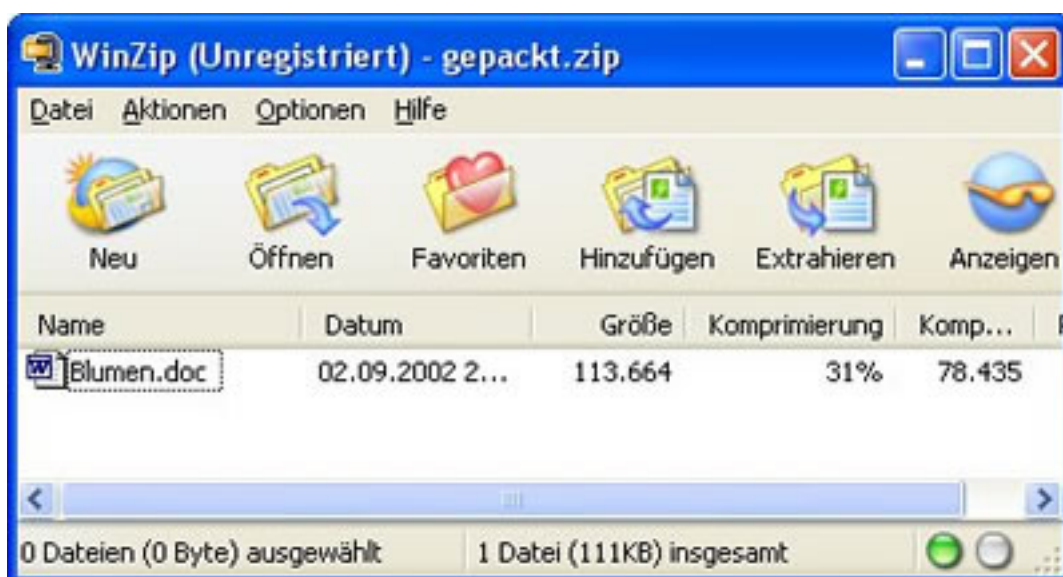 WinZip (Unregistriert) - gepackt.zip
Datei Aktionen Optionen Hilfe
Neu Öffnen Favoriten Hinzufügen Extrahieren Anzeigen
Name Datum Größe Komprimierung Komp...
Blumen.doc 02.09.2002 2... 113.664 31% 78.435
0 Dateien (0 Byte) ausgewählt 1 Datei (111KB) insgesamt